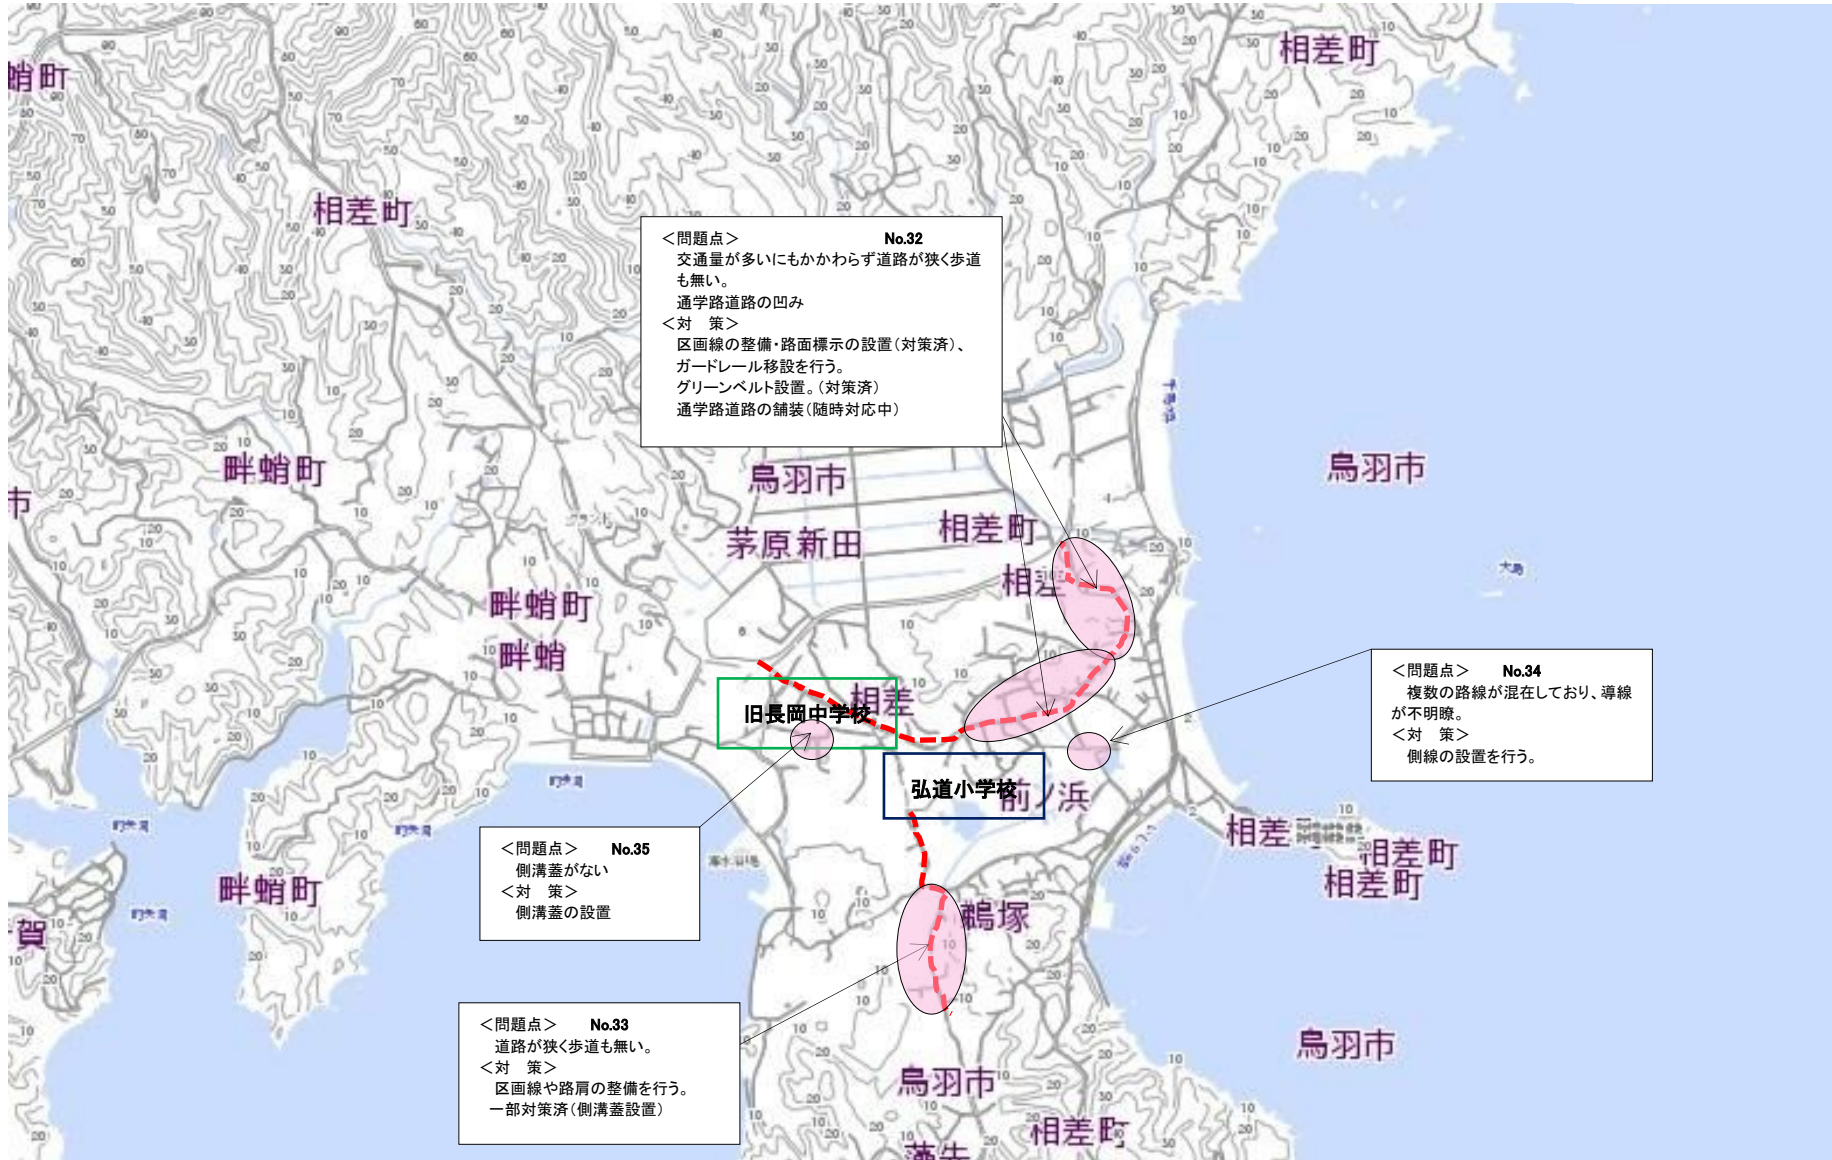 相差町
蛸町
相差町
<問題点> No.32
交通量が多いにもかかわらず道路が狭く歩道
も無い。
通学路道路の凹み
<対 策>
区画線の整備・路面標示の設置(対策済)、
ガードレール移設を行う。
グリーンベルト設置。(対策済)
通学路道路の舗装(随時対応中)
畔蛸町
鳥羽市
鳥羽市
市
相差町
茅原新田
大島
相差
畔蛸町
畔蛸
<問題点> No.34
複数の路線が混在しており、導線
が不明瞭。
<対 策>
側線の設置を行う。
相差
旧長岡中学校
弘道小学校
前ノ浜
相差
相差町
相差町
<問題点> No.35
側溝蓋がない
<対 策>
側溝蓋の設置
畔蛸町
賀
鵜塚
<問題点> No.33
道路が狭く歩道も無い。
<対 策>
区画線や路肩の整備を行う。
一部対策済(側溝蓋設置)
鳥羽市
鳥羽市
相差町